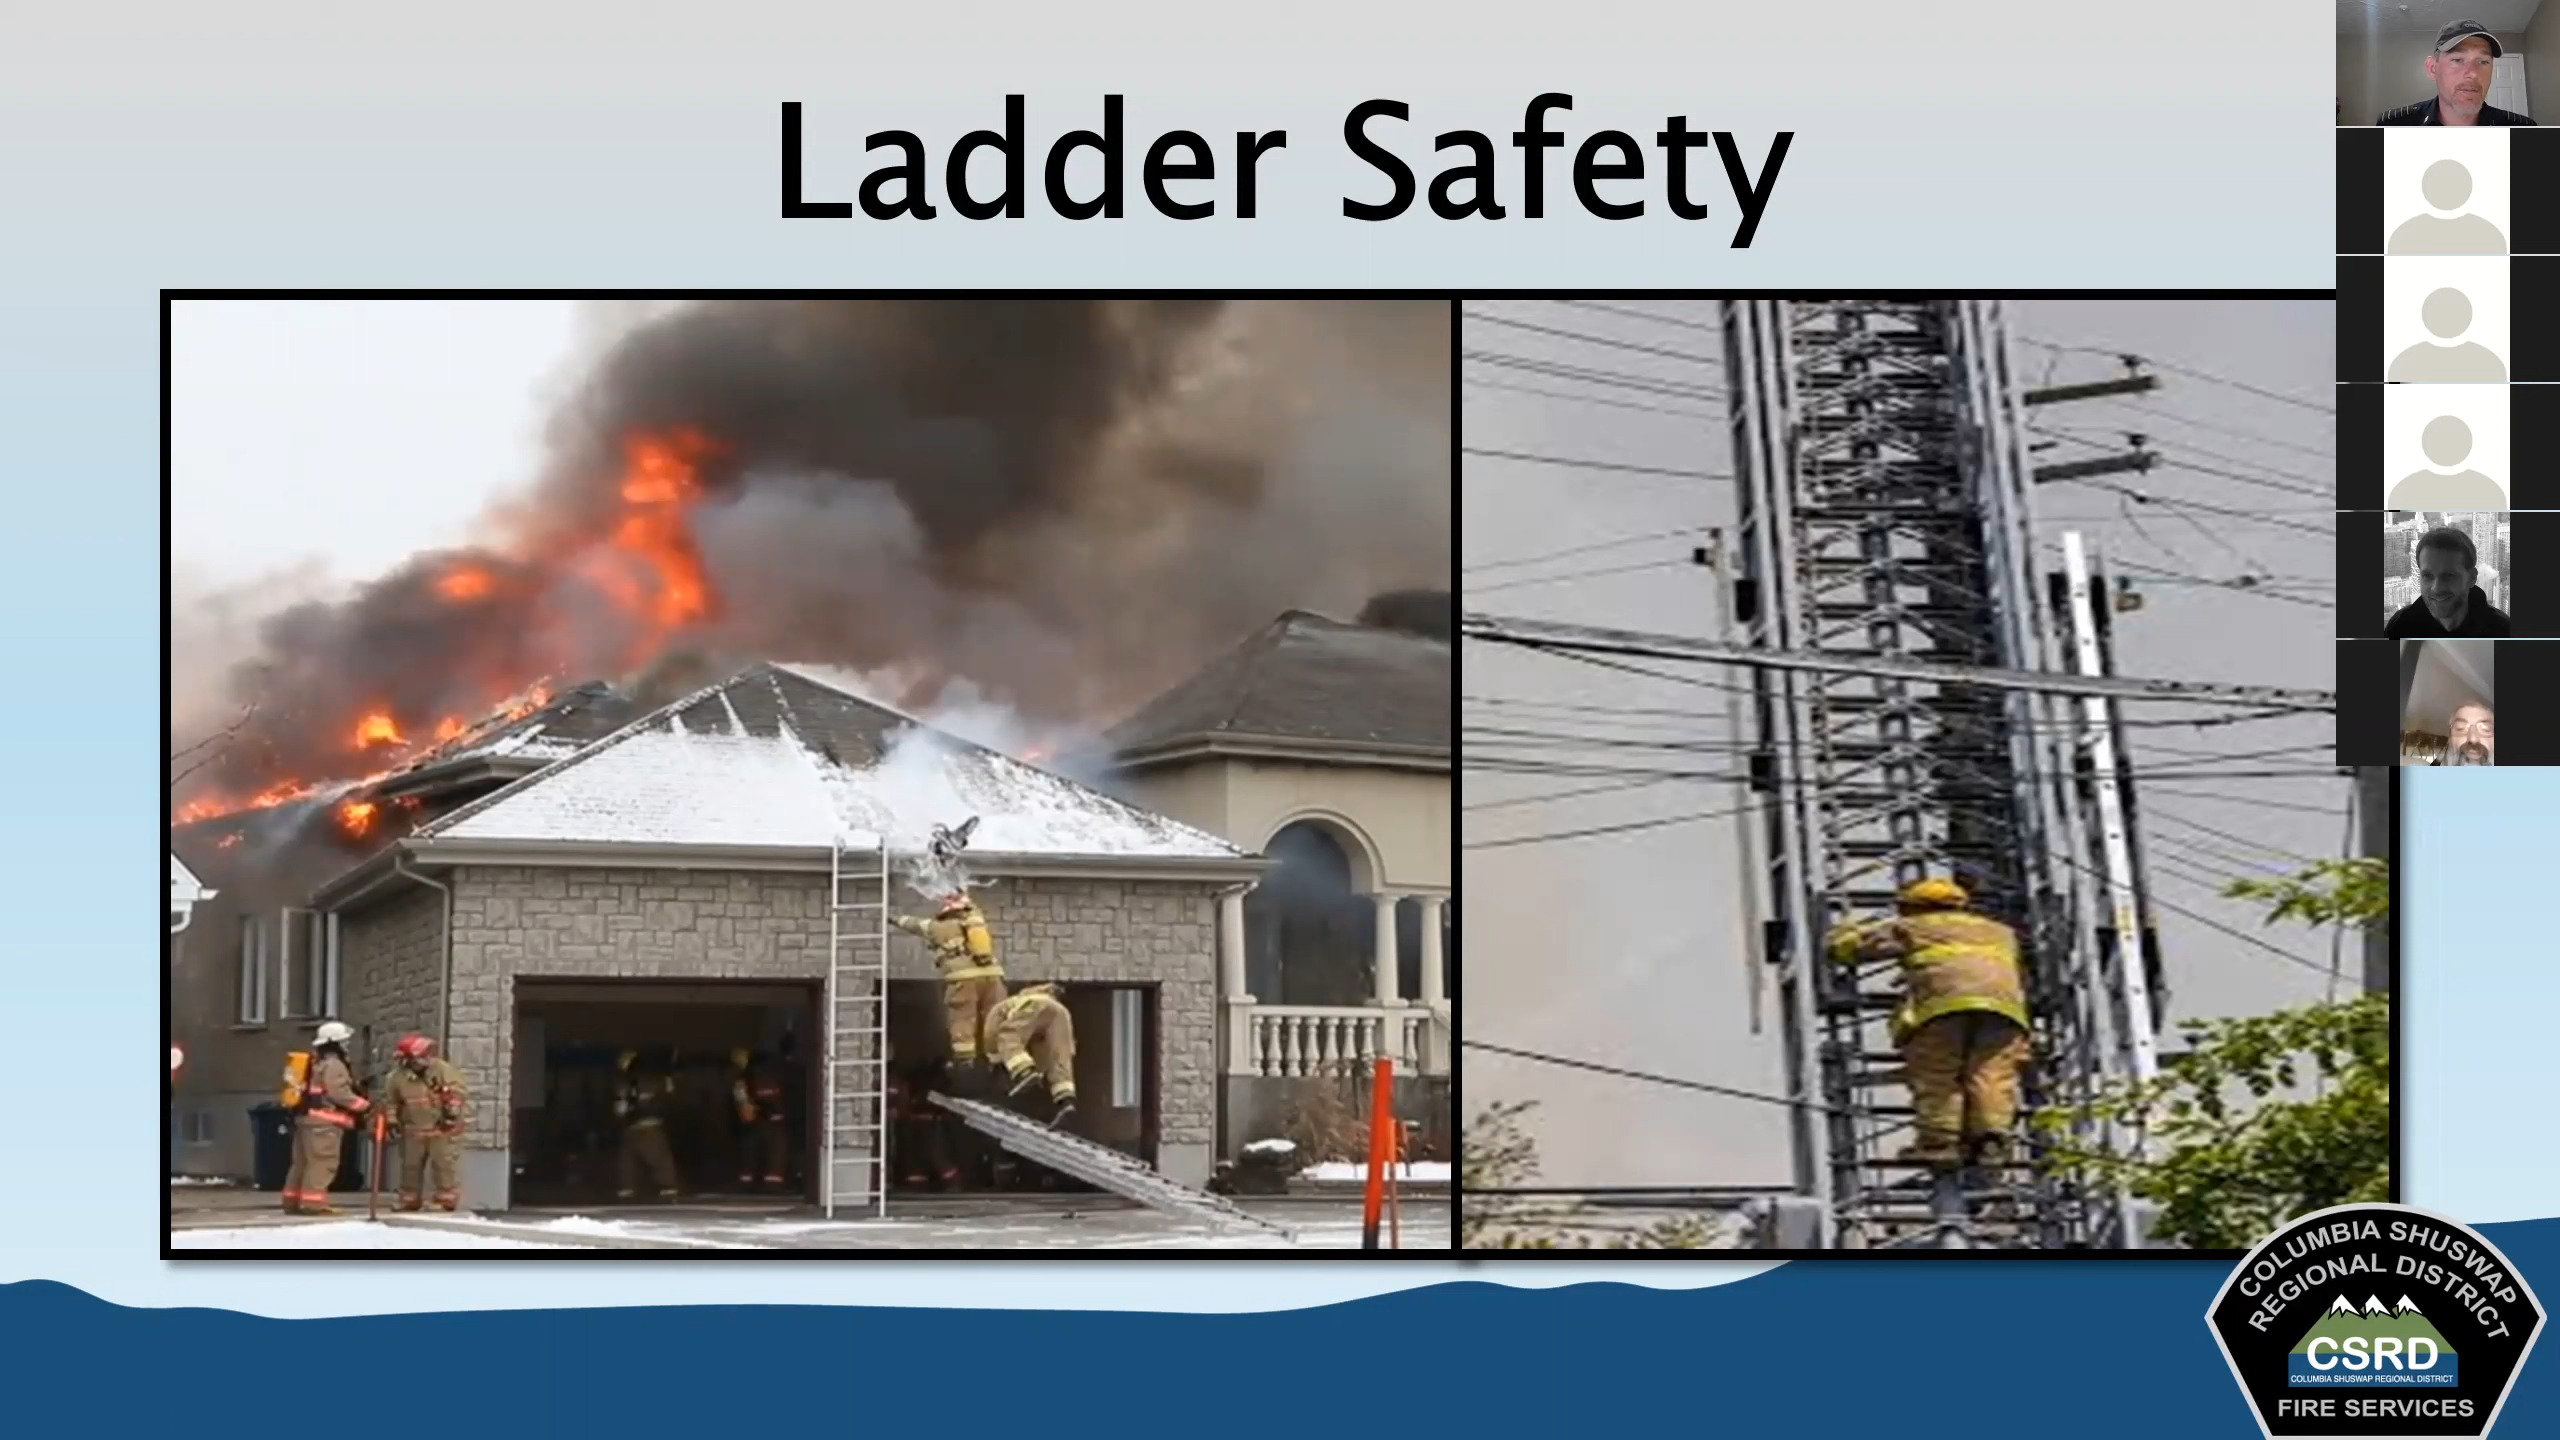 Ladder Safety
COLUMBIA SHUSWAP
REGIONAL DISTRICT
CSRD
COLUMBIA SHUSWAP REGIONAL DISTRICT
FIRE SERVICES